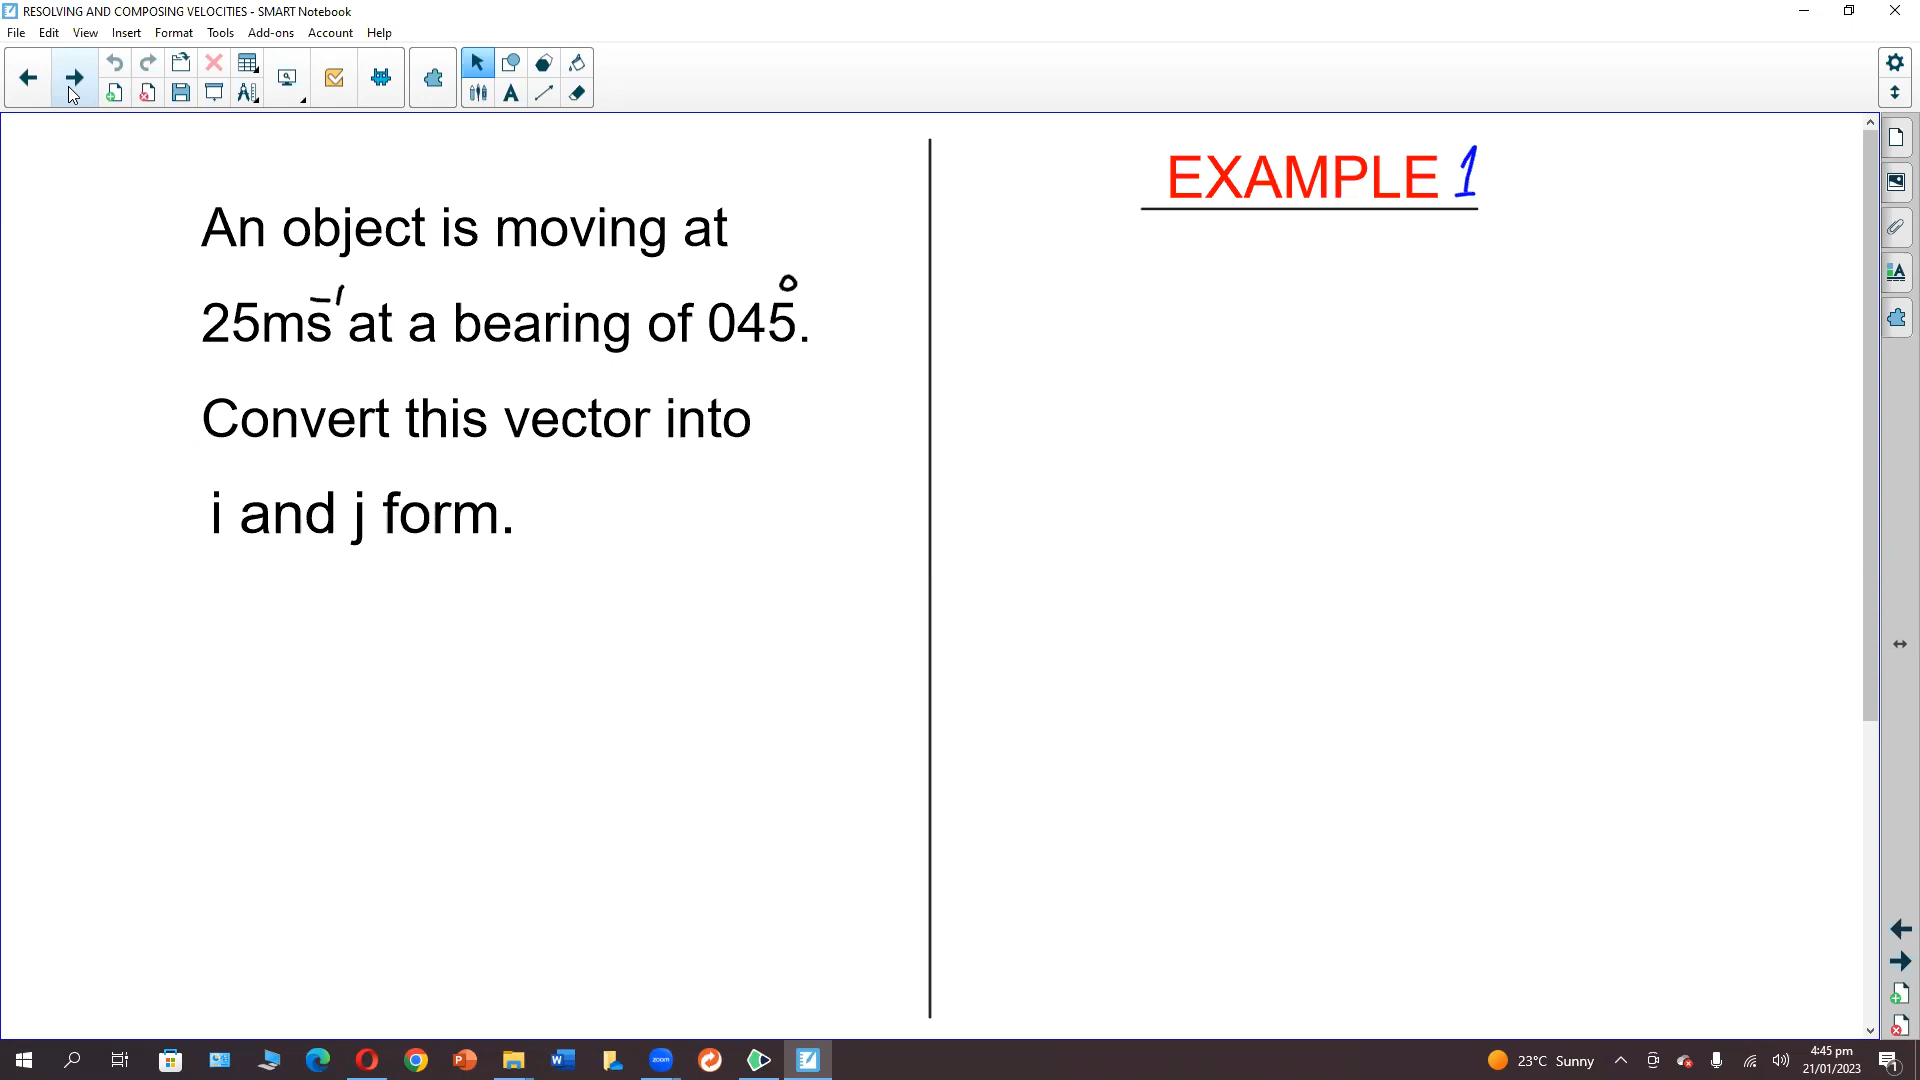 RESOLVING AND COMPOSING VELOCITIES - SMART Notebook
File Edit View Insert Format Tools Add-ons Account Help
An object is moving at
25ms⁻¹ at a bearing of 045°.
Convert this vector into
i and j form.
EXAMPLE 1
zoom
23°C Sunny
4:45 pm
21/01/2023
1